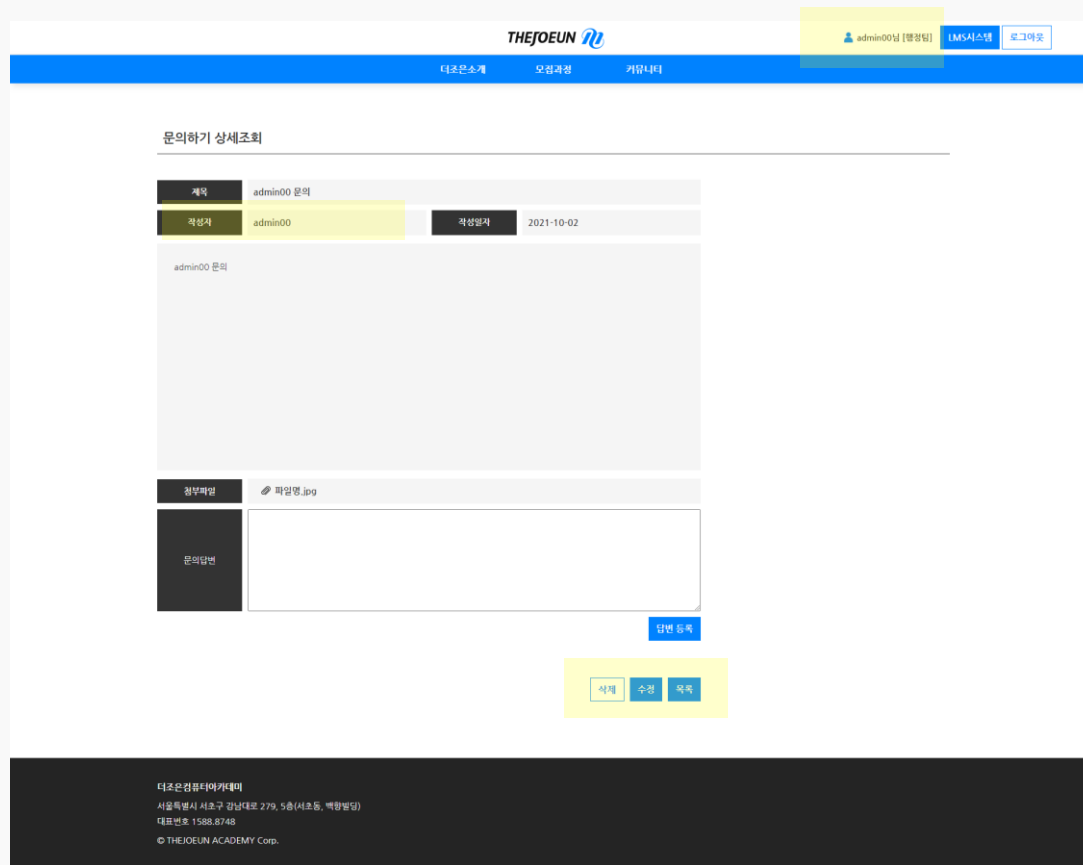 THEJOEUN
admin00님 [행정팀] LMS시스템 로그아웃
더조은소개 모집과정 커뮤니티
문의하기 상세조회
제목 admin00 문의
작성자 admin00 작성일자 2021-10-02
admin00 문의
첨부파일 파일명.jpg
문의답변
답변 등록
삭제 수정 목록
더조은컴퓨터아카데미
서울특별시 서초구 강남대로 279, 5층(서초동, 백향빌딩)
대표번호 1588.8748
© THEJOEUN ACADEMY Corp.